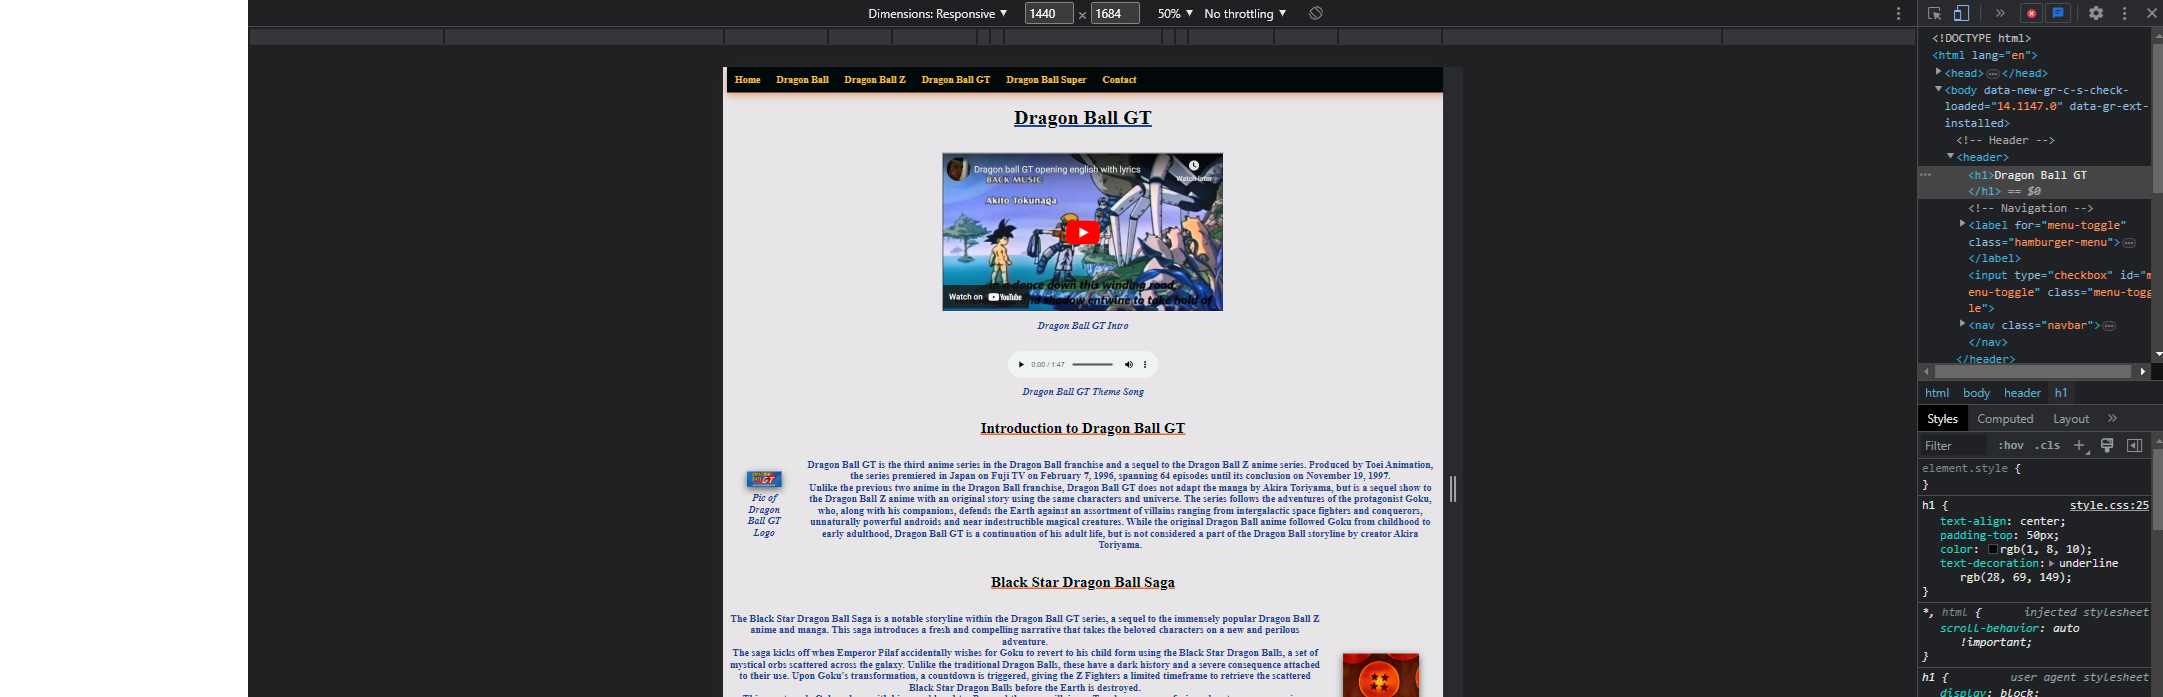 Dimensions: Responsive ▼ 1440 × 1684 50% ▼ No throttling ▼
Home Dragon Ball Dragon Ball Z Dragon Ball GT Dragon Ball Super Contact
Dragon Ball GT
Dragon ball GT opening english with lyrics
Watch later
BACK MUSIC
Akito Tokunaga
in a dance down this winding road,
and shadow entwine to take hold of
Watch on YouTube
Dragon Ball GT Intro
0:00 / 1:47
Dragon Ball GT Theme Song
Introduction to Dragon Ball GT
GT
Pic of
Dragon
Ball GT
Logo
Dragon Ball GT is the third anime series in the Dragon Ball franchise and a sequel to the Dragon Ball Z anime series. Produced by Toei Animation,
the series premiered in Japan on Fuji TV on February 7, 1996, spanning 64 episodes until its conclusion on November 19, 1997.
Unlike the previous two anime in the Dragon Ball franchise, Dragon Ball GT does not adapt the manga by Akira Toriyama, but is a sequel show to
the Dragon Ball Z anime with an original story using the same characters and universe. The series follows the adventures of the protagonist Goku,
who, along with his companions, defends the Earth against an assortment of villains ranging from intergalactic space fighters and conquerors,
unnaturally powerful androids and near indestructible magical creatures. While the original Dragon Ball anime followed Goku from childhood to
early adulthood, Dragon Ball GT is a continuation of his adult life, but is not considered a part of the Dragon Ball storyline by creator Akira
Toriyama.
Black Star Dragon Ball Saga
The Black Star Dragon Ball Saga is a notable storyline within the Dragon Ball GT series, a sequel to the immensely popular Dragon Ball Z
anime and manga. This saga introduces a fresh and compelling narrative that takes the beloved characters on a new and perilous
adventure.
The saga kicks off when Emperor Pilaf accidentally wishes for Goku to revert to his child form using the Black Star Dragon Balls, a set of
mystical orbs scattered across the galaxy. Unlike the traditional Dragon Balls, these have a dark history and a severe consequence attached
to their use. Upon Goku's transformation, a countdown is triggered, giving the Z Fighters a limited timeframe to retrieve the scattered
Black Star Dragon Balls before the Earth is destroyed.
<!DOCTYPE html>
<html lang="en">
<head> ⋯ </head>
<body data-new-gr-c-s-check-
loaded="14.1147.0" data-gr-ext-
installed>
<!-- Header -->
<header>
<h1>Dragon Ball GT
</h1> == $0
<!-- Navigation -->
<label for="menu-toggle"
class="hamburger-menu"> ⋯
</label>
<input type="checkbox" id="m
enu-toggle" class="menu-togg
le">
<nav class="navbar"> ⋯
</nav>
</header>
html body header h1
Styles Computed Layout »
Filter :hov .cls +
element.style {
}
h1 { style.css:25
text-align: center;
padding-top: 50px;
color: rgb(1, 8, 10);
text-decoration: ▶ underline
rgb(28, 69, 149);
}
*, html { injected stylesheet
scroll-behavior: auto
!important;
}
h1 { user agent stylesheet
display: block;